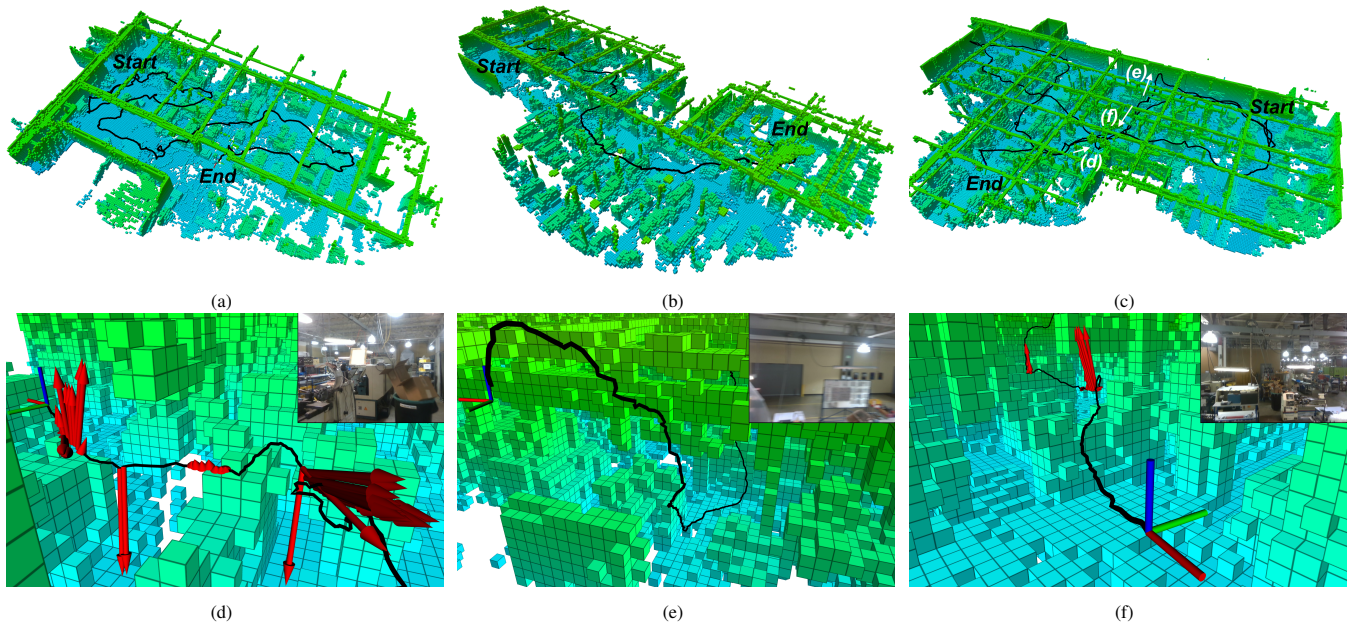 Start
End
(a)
Start
End
(b)
(e)
Start
(f)
(d)
End
(c)
(d)
(e)
(f)